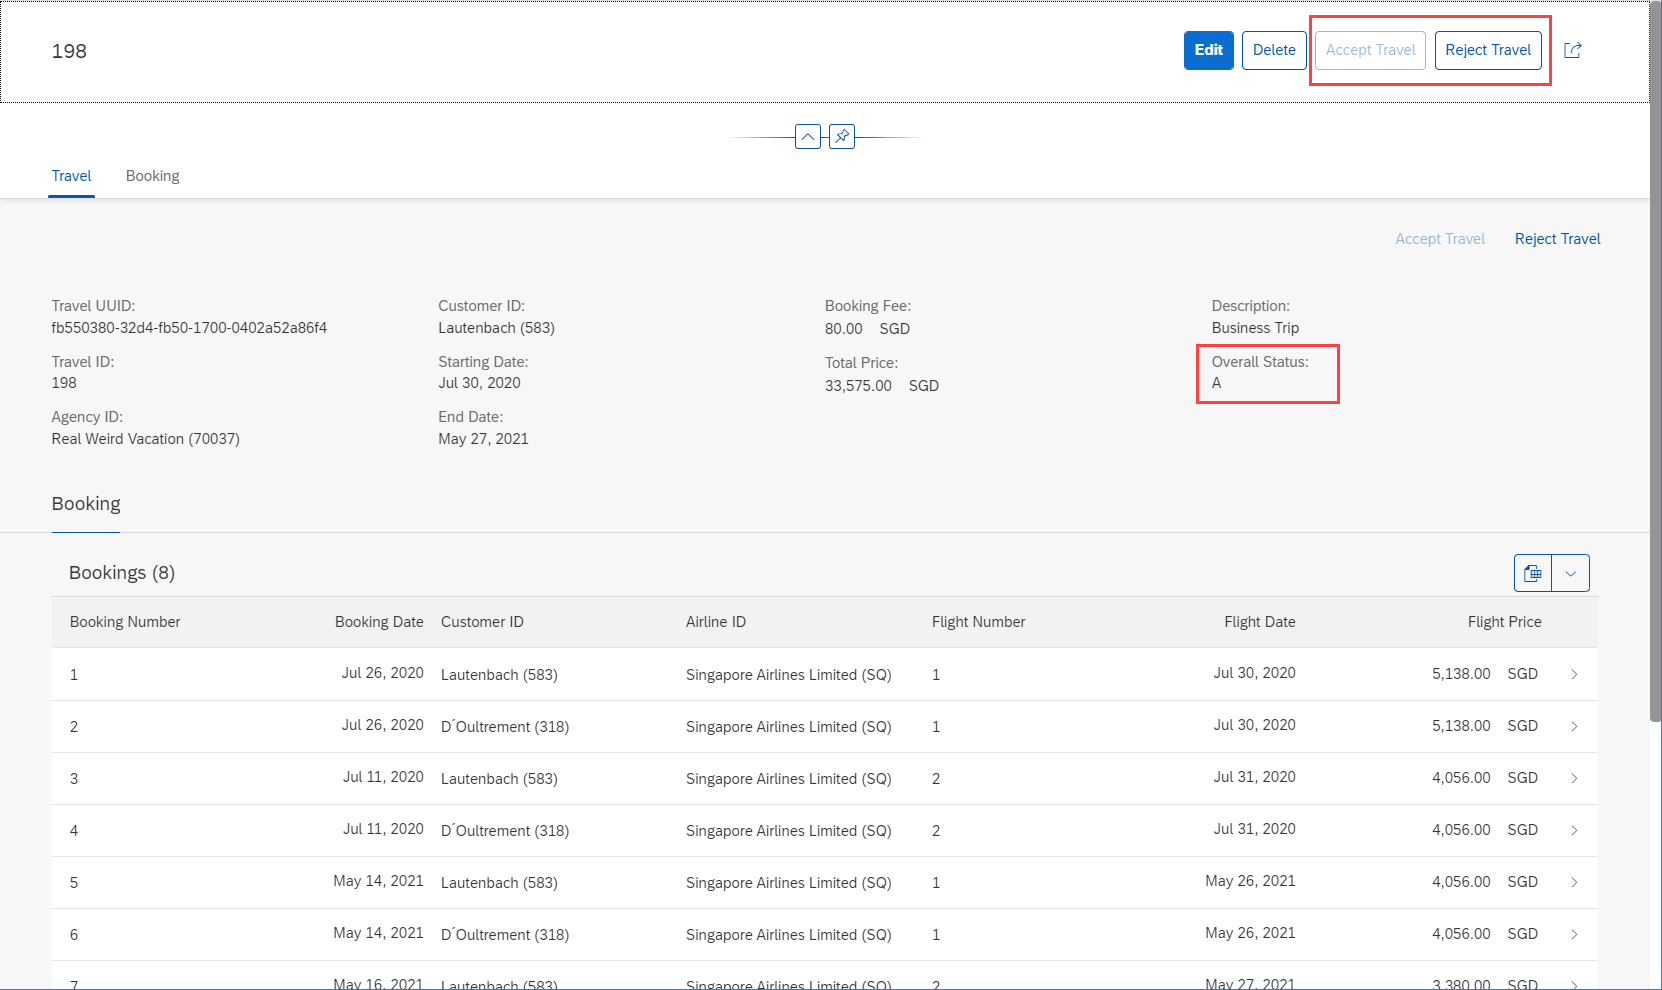 198
Edit Delete Accept Travel Reject Travel
Travel Booking
Accept Travel Reject Travel
Travel UUID: Customer ID: Booking Fee: Description:
fb550380-32d4-fb50-1700-0402a52a86f4 Lautenbach (583) 80.00 SGD Business Trip
Travel ID: Starting Date: Total Price: Overall Status:
198 Jul 30, 2020 33,575.00 SGD A
Agency ID: End Date:
Real Weird Vacation (70037) May 27, 2021
Booking
Bookings (8)
Booking Number Booking Date Customer ID Airline ID Flight Number Flight Date Flight Price
1 Jul 26, 2020 Lautenbach (583) Singapore Airlines Limited (SQ) 1 Jul 30, 2020 5,138.00 SGD
2 Jul 26, 2020 D´Oultrement (318) Singapore Airlines Limited (SQ) 1 Jul 30, 2020 5,138.00 SGD
3 Jul 11, 2020 Lautenbach (583) Singapore Airlines Limited (SQ) 2 Jul 31, 2020 4,056.00 SGD
4 Jul 11, 2020 D´Oultrement (318) Singapore Airlines Limited (SQ) 2 Jul 31, 2020 4,056.00 SGD
5 May 14, 2021 Lautenbach (583) Singapore Airlines Limited (SQ) 1 May 26, 2021 4,056.00 SGD
6 May 14, 2021 D´Oultrement (318) Singapore Airlines Limited (SQ) 1 May 26, 2021 4,056.00 SGD
7 May 16, 2021 Lautenbach (583) Singapore Airlines Limited (SQ) 2 May 27, 2021 3,380.00 SGD